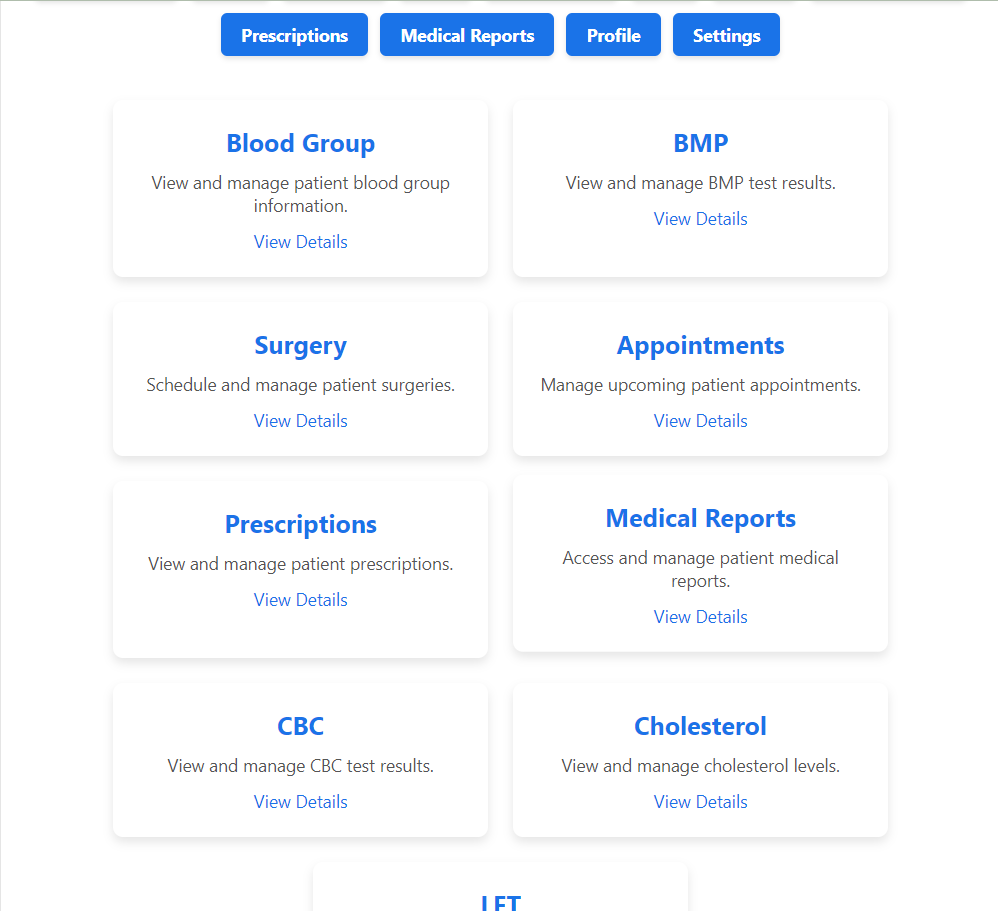 Prescriptions Medical Reports Profile Settings
Blood Group
View and manage patient blood group
information.
View Details
BMP
View and manage BMP test results.
View Details
Surgery
Schedule and manage patient surgeries.
View Details
Appointments
Manage upcoming patient appointments.
View Details
Prescriptions
View and manage patient prescriptions.
View Details
Medical Reports
Access and manage patient medical
reports.
View Details
CBC
View and manage CBC test results.
View Details
Cholesterol
View and manage cholesterol levels.
View Details
LFT